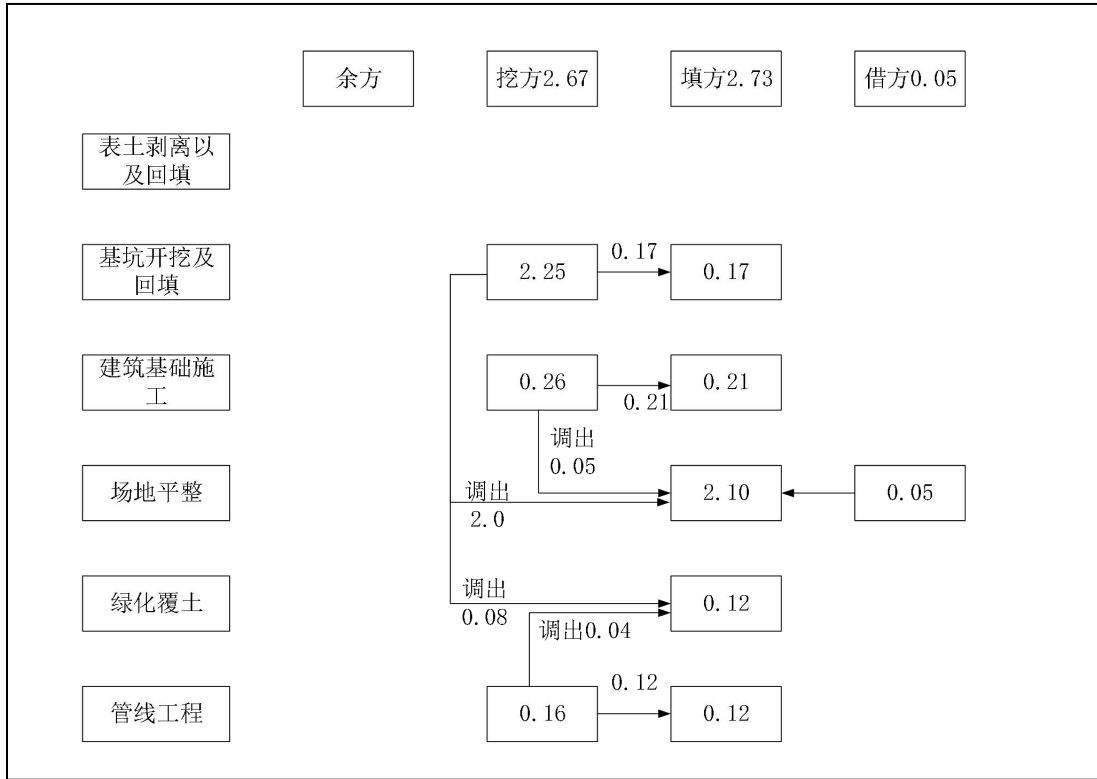 余方
挖方2.67
填方2.73
借方0.05
表土剥离以
及回填
基坑开挖及
回填
2.25
0.17
0.17
建筑基础施
工
0.26
0.21
0.21
调出
0.05
场地平整
调出
2.0
2.10
0.05
绿化覆土
调出
0.08
0.12
调出0.04
管线工程
0.16
0.12
0.12